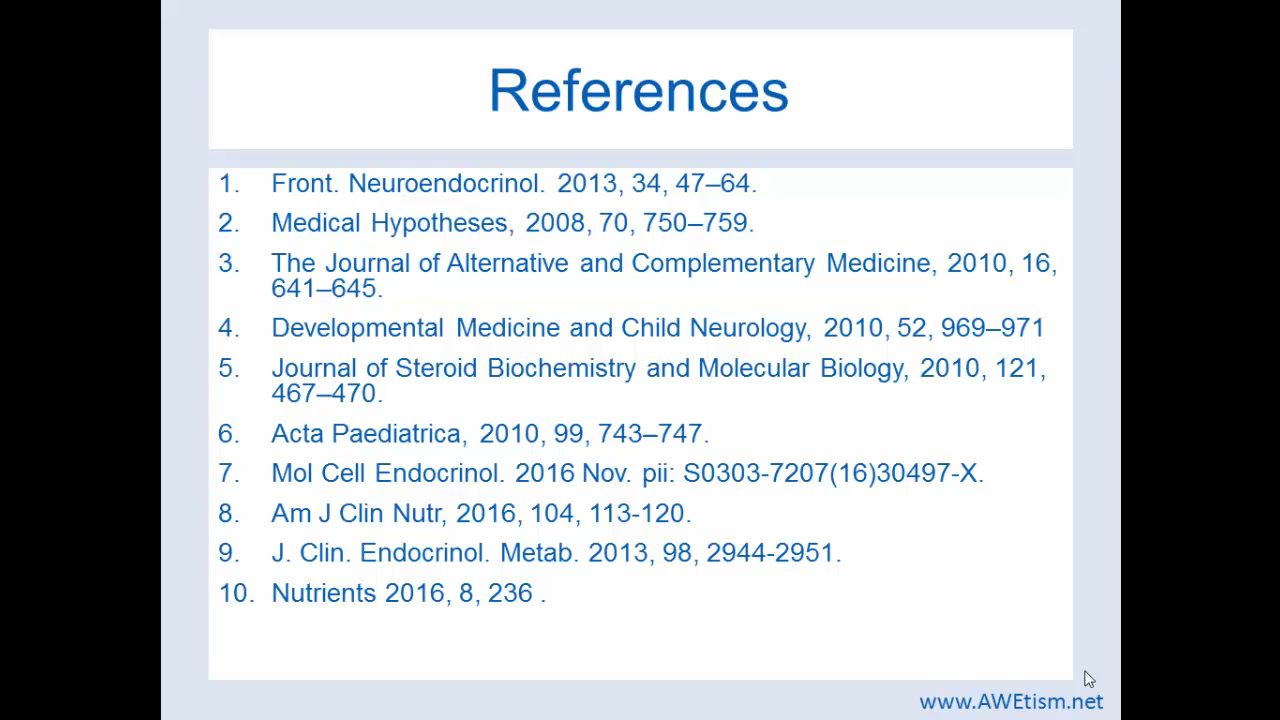 References
1. Front. Neuroendocrinol. 2013, 34, 47–64.
2. Medical Hypotheses, 2008, 70, 750–759.
3. The Journal of Alternative and Complementary Medicine, 2010, 16,
641–645.
4. Developmental Medicine and Child Neurology, 2010, 52, 969–971
5. Journal of Steroid Biochemistry and Molecular Biology, 2010, 121,
467–470.
6. Acta Paediatrica, 2010, 99, 743–747.
7. Mol Cell Endocrinol. 2016 Nov. pii: S0303-7207(16)30497-X.
8. Am J Clin Nutr, 2016, 104, 113-120.
9. J. Clin. Endocrinol. Metab. 2013, 98, 2944-2951.
10. Nutrients 2016, 8, 236 .
www.AWEtism.net